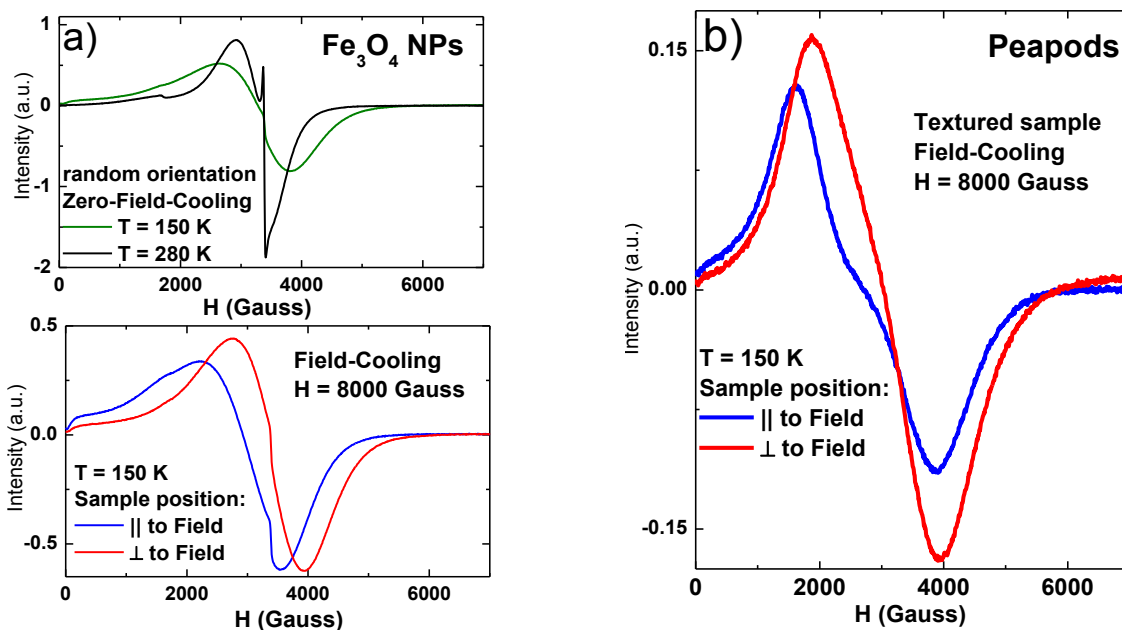 a)
Fe3O4 NPs
Intensity (a.u.)
1
0
-1
-2
random orientation
Zero-Field-Cooling
T = 150 K
T = 280 K
0 2000 4000 6000
H (Gauss)
Intensity (a.u.)
0.5
0.0
-0.5
Field-Cooling
H = 8000 Gauss
T = 150 K
Sample position:
|| to Field
⊥ to Field
0 2000 4000 6000
H (Gauss)
b)
Peapods
Intensity (a.u.)
0.15
0.00
-0.15
Textured sample
Field-Cooling
H = 8000 Gauss
T = 150 K
Sample position:
|| to Field
⊥ to Field
0 2000 4000 6000
H (Gauss)